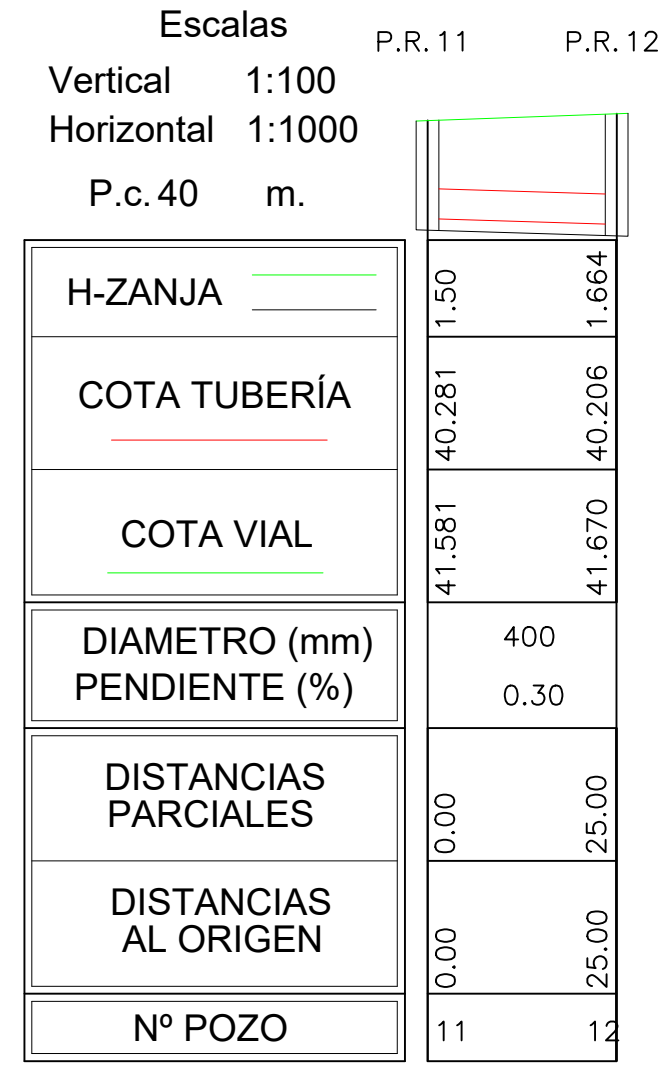 Escalas
P.R. 11 P.R. 12
Vertical 1:100
Horizontal 1:1000
P.c. 40 m.
H-ZANJA 1.50 1.664
COTA TUBERÍA 40.281 40.206
COTA VIAL 41.581 41.670
DIAMETRO (mm) 400
PENDIENTE (%) 0.30
DISTANCIAS
PARCIALES 0.00 25.00
DISTANCIAS
AL ORIGEN 0.00 25.00
Nº POZO 11 12